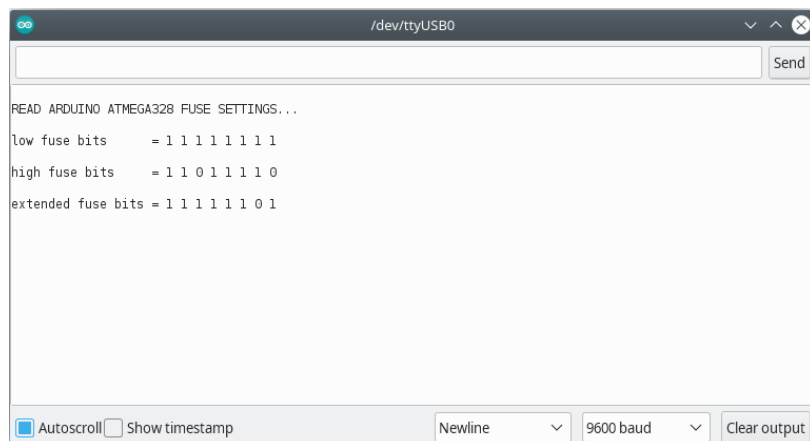 /dev/ttyUSB0
Send
READ ARDUINO ATMEGA328 FUSE SETTINGS...
low fuse bits = 1 1 1 1 1 1 1 1
high fuse bits = 1 1 0 1 1 1 1 0
extended fuse bits = 1 1 1 1 1 1 0 1
Autoscroll Show timestamp Newline 9600 baud Clear output